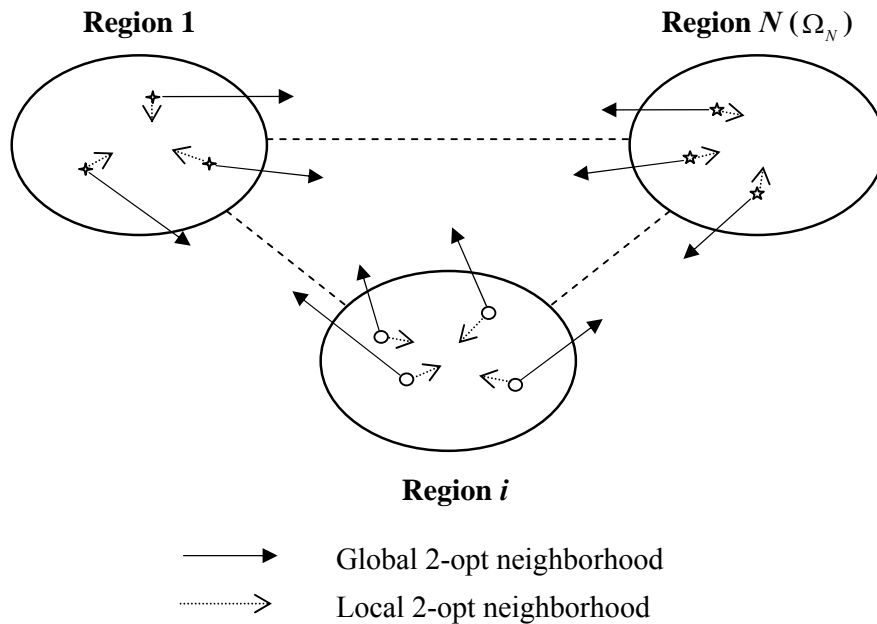 Region 1
Region N (Ω_N)
Region i
Global 2-opt neighborhood
Local 2-opt neighborhood